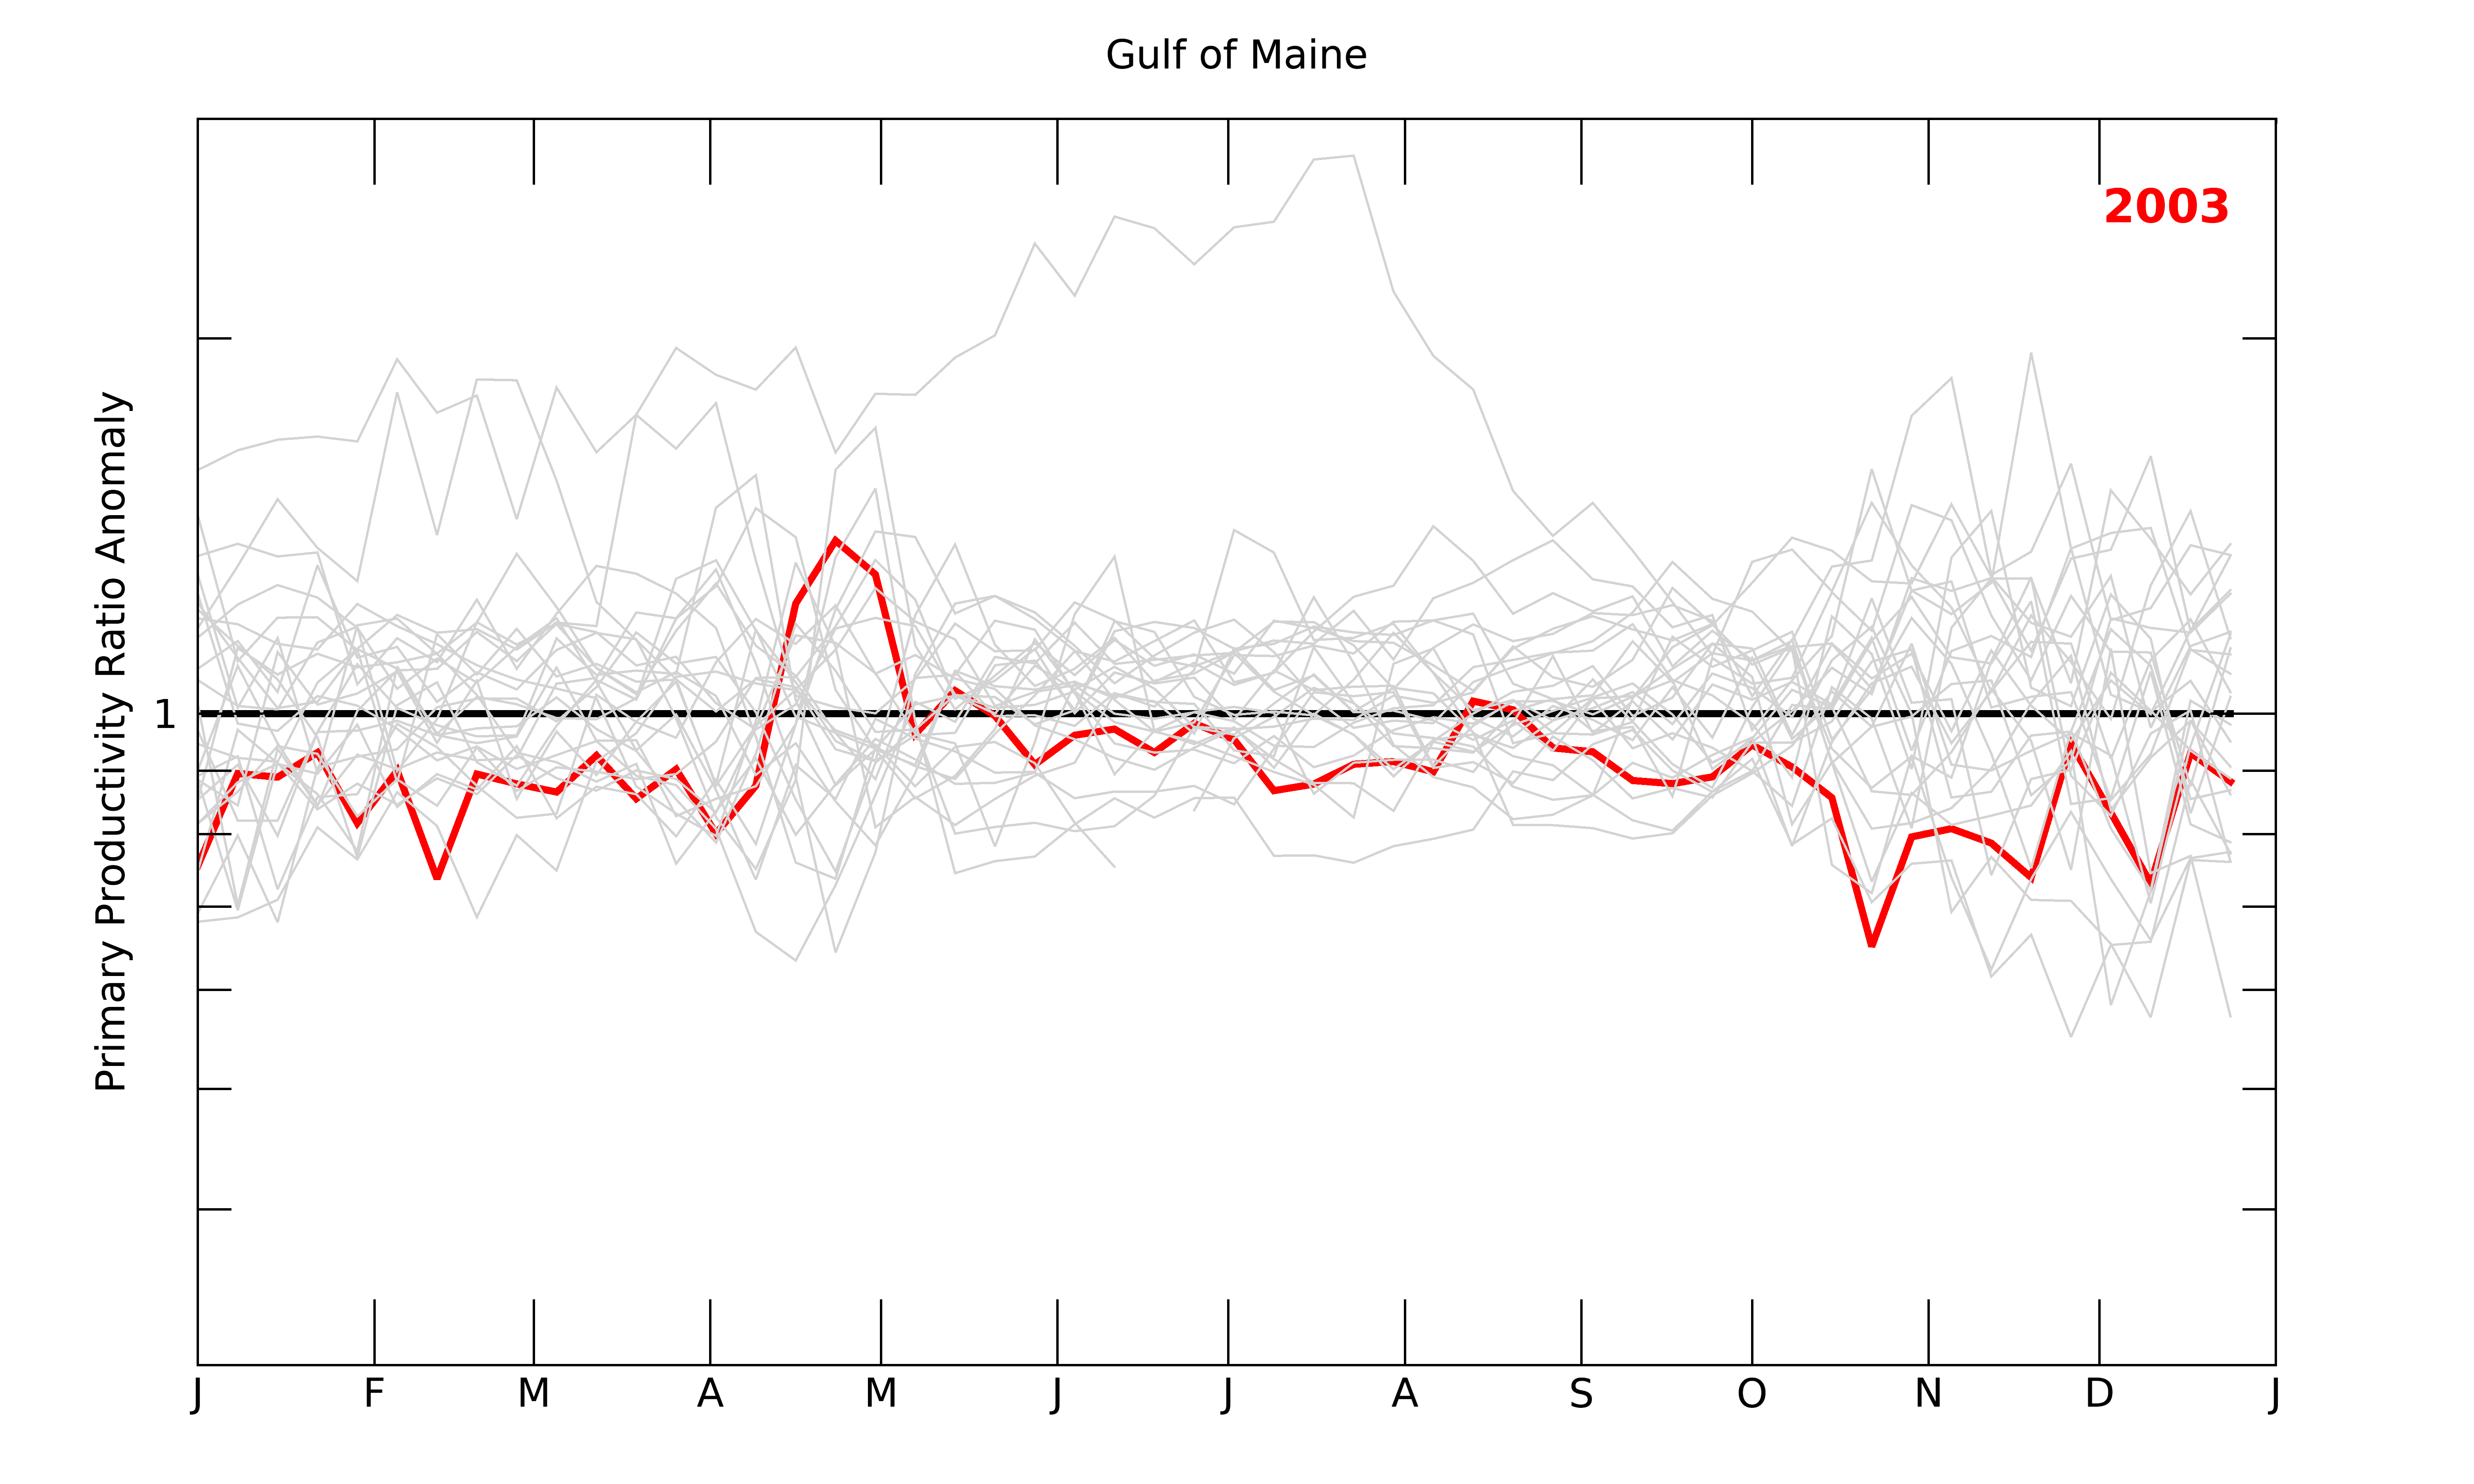 Gulf of Maine
2003
Primary Productivity Ratio Anomaly
1
J F M A M J J A S O N D J